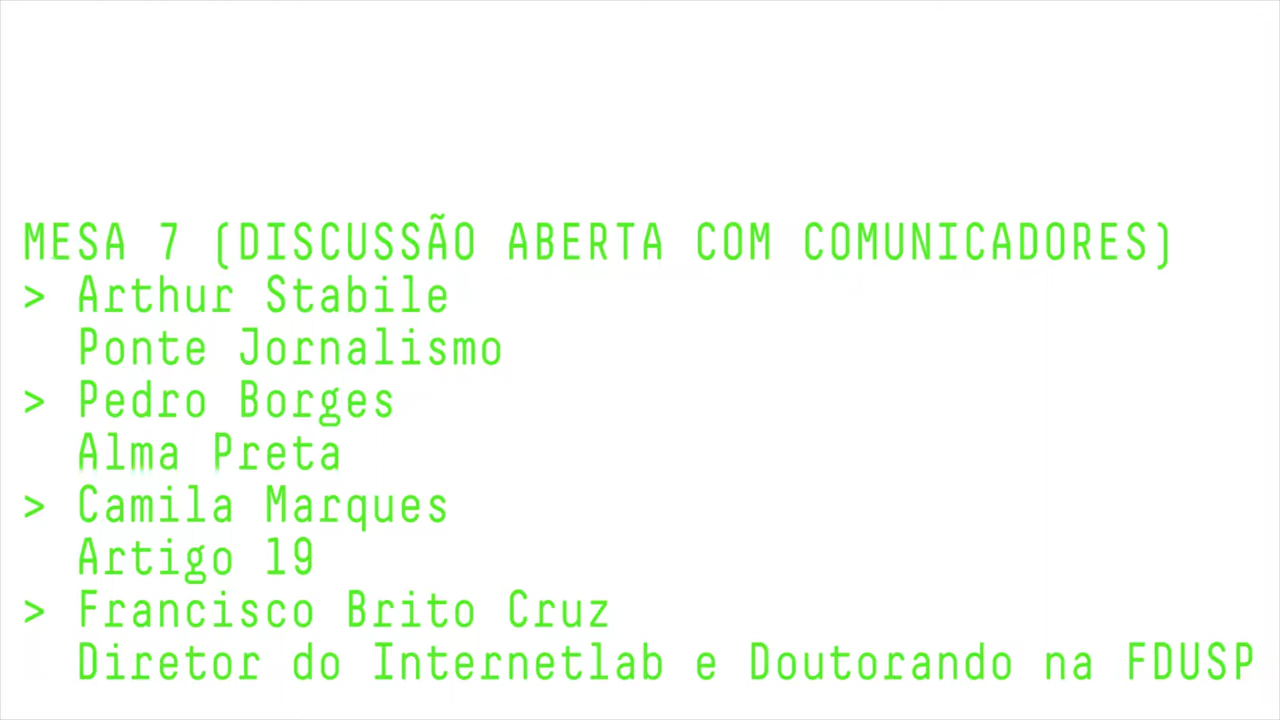 MESA 7 (DISCUSSÃO ABERTA COM COMUNICADORES)
> Arthur Stabile
Ponte Jornalismo
> Pedro Borges
Alma Preta
> Camila Marques
Artigo 19
> Francisco Brito Cruz
Diretor do Internetlab e Doutorando na FDUSP